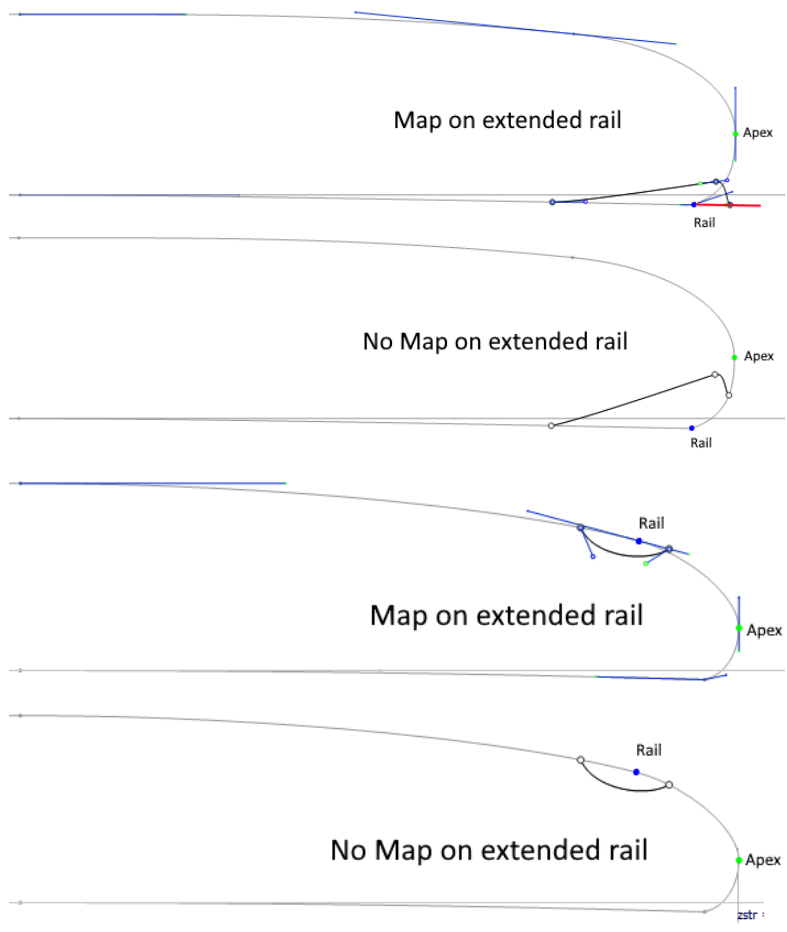 Map on extended rail
Apex
Rail
No Map on extended rail
Apex
Rail
Rail
Map on extended rail
Apex
Rail
No Map on extended rail
Apex
zstr :